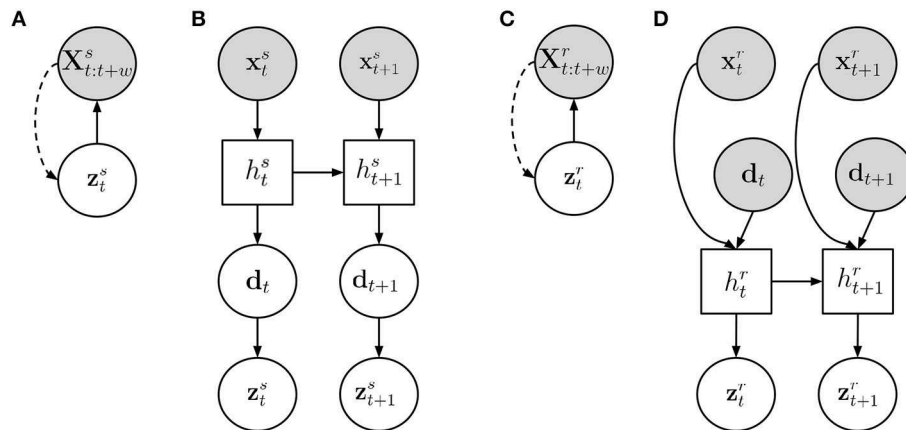 A
B
C
D
X^s_{t:t+w}
z^s_t
x^s_t
x^s_{t+1}
h^s_t
h^s_{t+1}
d_t
d_{t+1}
z^s_t
z^s_{t+1}
X^r_{t:t+w}
z^r_t
x^r_t
x^r_{t+1}
d_t
d_{t+1}
h^r_t
h^r_{t+1}
z^r_t
z^r_{t+1}